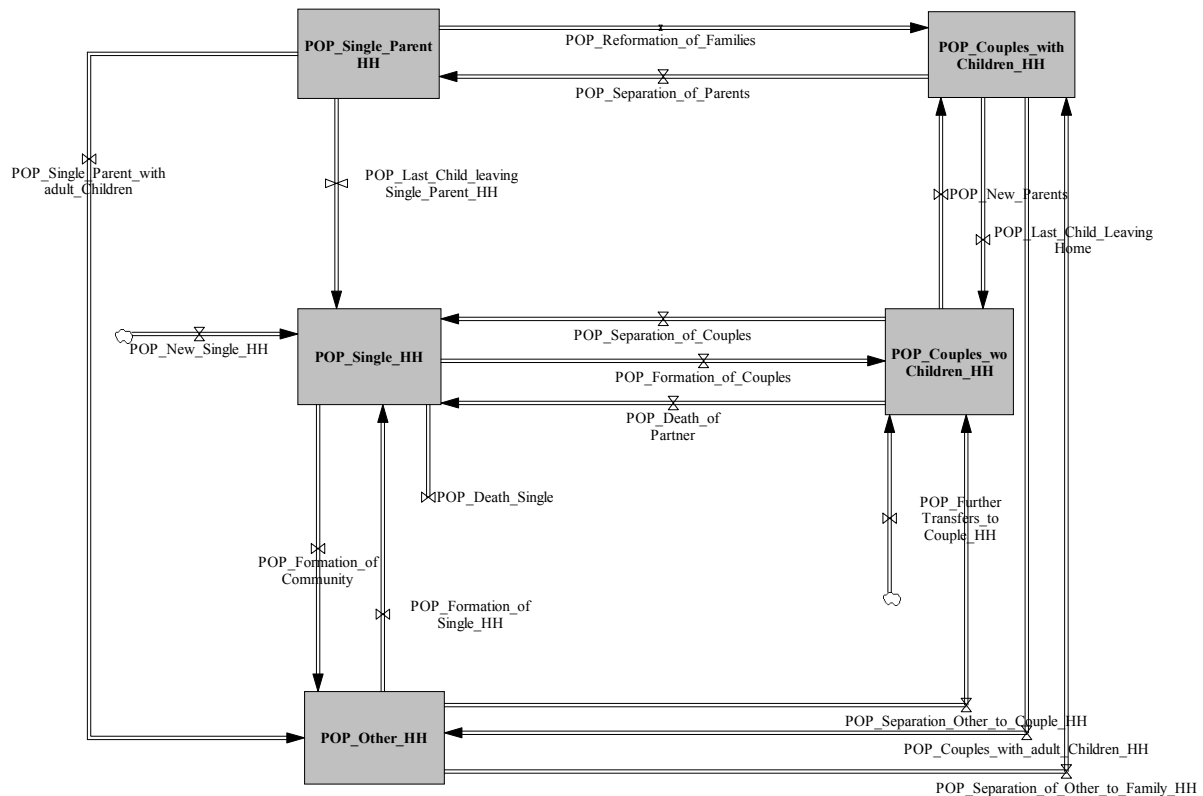 POP_Single_Parent
HH
POP_Reformation_of_Families
POP_Couples_with
Children_HH
POP_Separation_of_Parents
POP_Single_Parent_with
adult_Children
POP_Last_Child_leaving
Single_Parent_HH
POP_New_Parents
POP_Last_Child_Leaving
Home
POP_New_Single_HH
POP_Single_HH
POP_Separation_of_Couples
POP_Formation_of_Couples
POP_Death_of
Partner
POP_Couples_wo
Children_HH
POP_Death_Single
POP_Further
Transfers_to
Couple_HH
POP_Formation_of
Community
POP_Formation_of
Single_HH
POP_Other_HH
POP_Separation_Other_to_Couple_HH
POP_Couples_with_adult_Children_HH
POP_Separation_of_Other_to_Family_HH